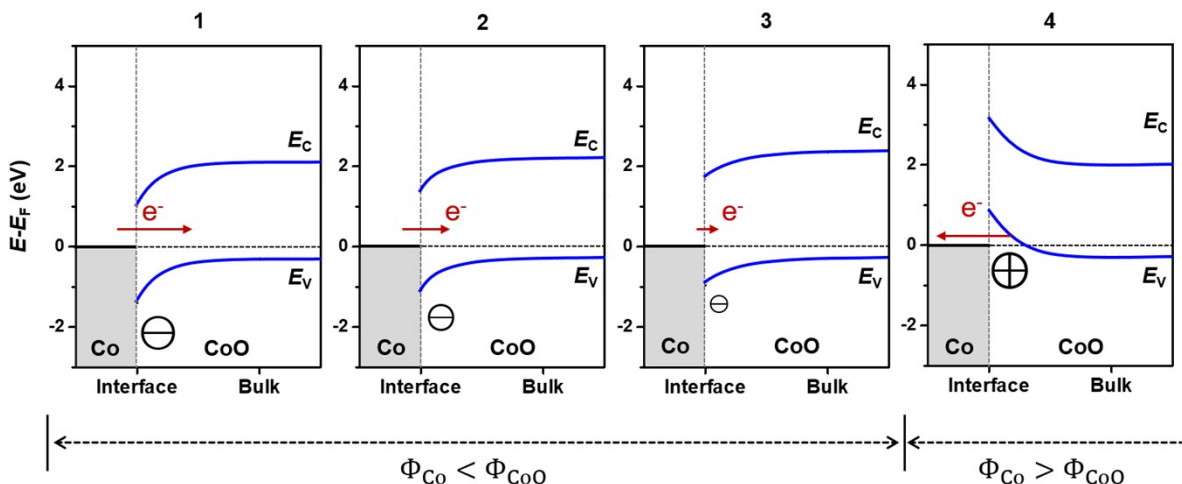 1 2 3 4
E-E_F (eV)
4 4 4 4
E_C E_C E_C E_C
2 2 2 2
e⁻ e⁻ e⁻ e⁻
0 0 0 0
E_V E_V E_V E_V
-2 -2 -2 -2
Co CoO Co CoO Co CoO Co CoO
Interface Bulk Interface Bulk Interface Bulk Interface Bulk
Φ_Co < Φ_CoO Φ_Co > Φ_CoO